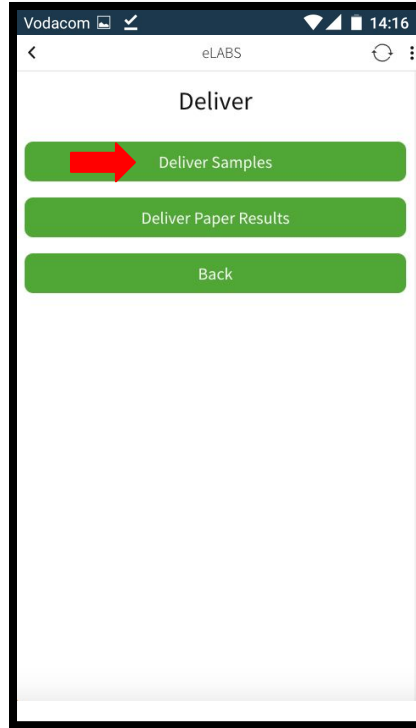 Vodacom 14:16
eLABS
Deliver
Deliver Samples
Deliver Paper Results
Back